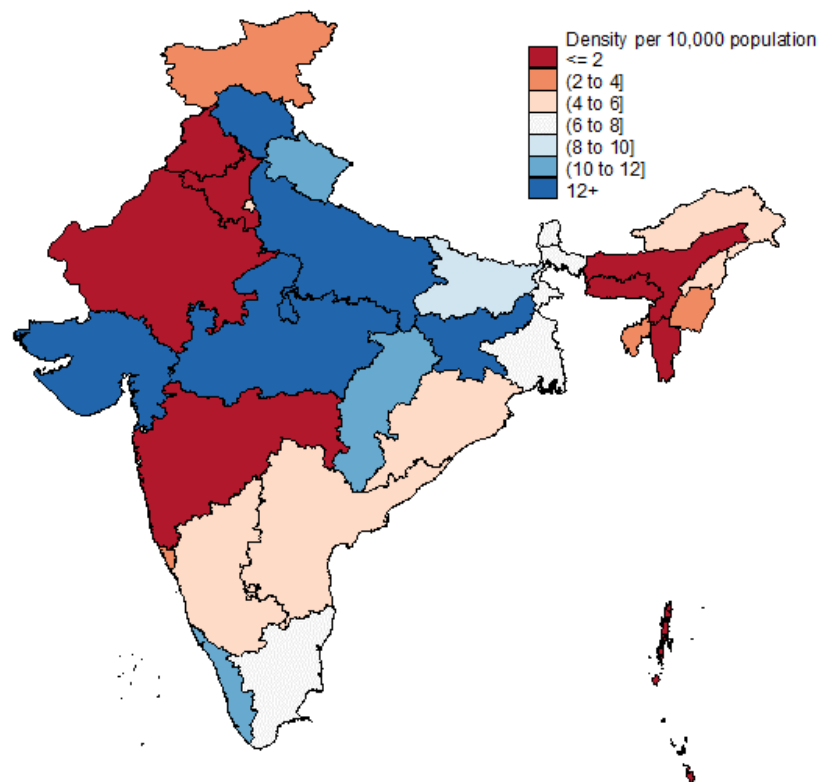 Density per 10,000 population
<= 2
(2 to 4]
(4 to 6]
(6 to 8]
(8 to 10]
(10 to 12]
12+